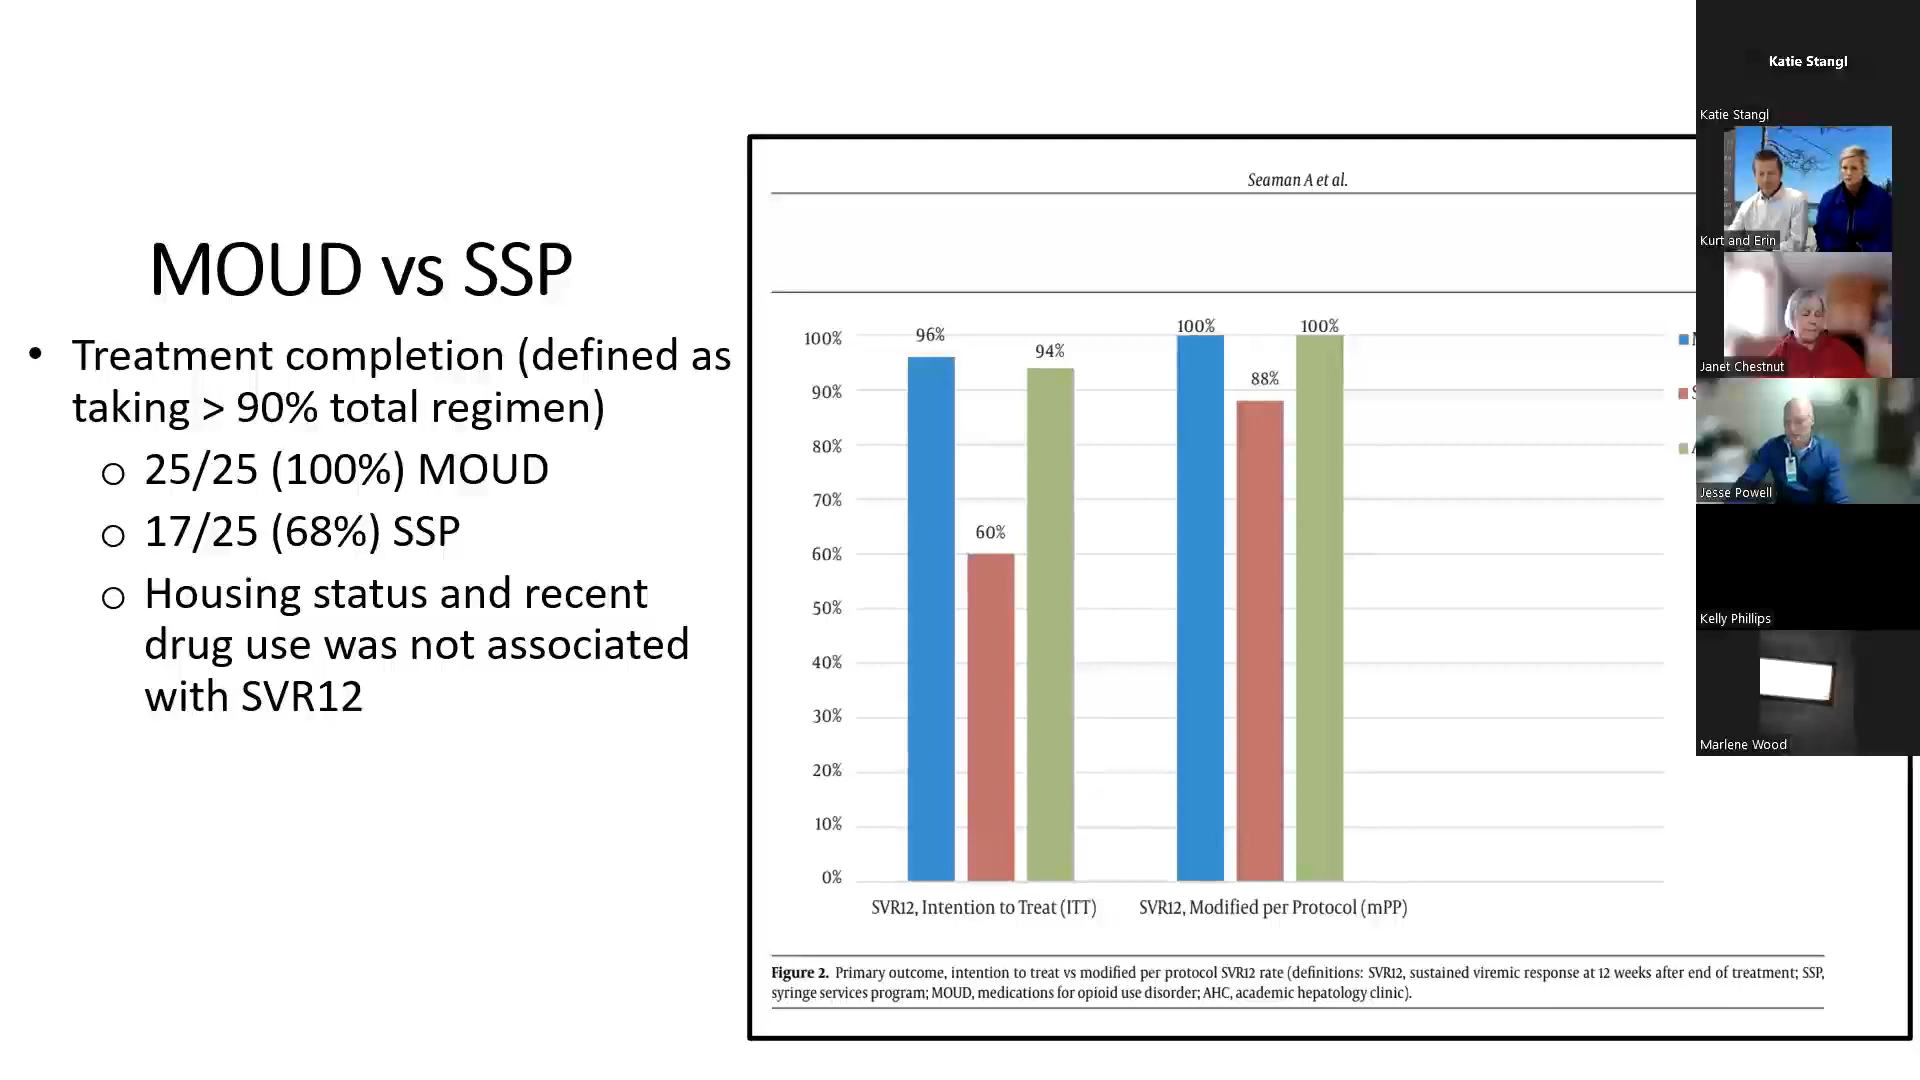 MOUD vs SSP
• Treatment completion (defined as
taking > 90% total regimen)
o 25/25 (100%) MOUD
o 17/25 (68%) SSP
o Housing status and recent
drug use was not associated
with SVR12
Seaman A et al.
100%
90%
80%
70%
60%
50%
40%
30%
20%
10%
0%
96%
60%
94%
100%
88%
100%
SVR12, Intention to Treat (ITT)
SVR12, Modified per Protocol (mPP)
Figure 2. Primary outcome, intention to treat vs modified per protocol SVR12 rate (definitions: SVR12, sustained viremic response at 12 weeks after end of treatment; SSP,
syringe services program; MOUD, medications for opioid use disorder; AHC, academic hepatology clinic).
Katie Stangl
Katie Stangl
Kurt and Erin
Janet Chestnut
Jesse Powell
Kelly Phillips
Marlene Wood